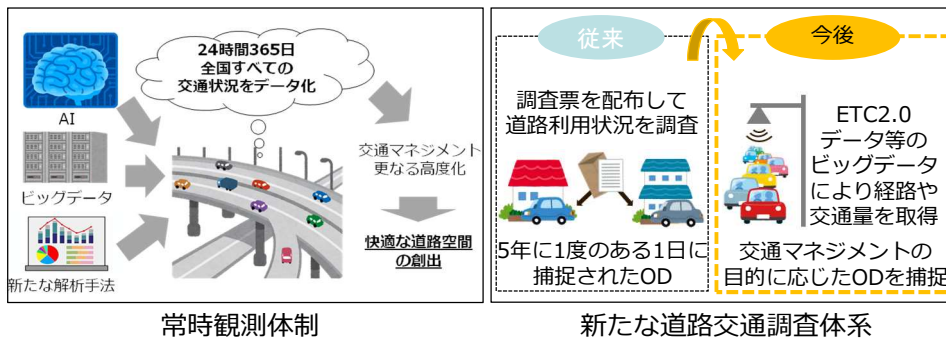 24時間365日
全国すべての
交通状況をデータ化
AI
ビッグデータ
新たな解析手法
交通マネジメント
更なる高度化
快適な道路空間
の創出
常時観測体制
従来
調査票を配布して
道路利用状況を調査
5年に1度のある1日に
捕捉されたOD
今後
ETC2.0
データ等の
ビッグデータ
により経路や
交通量を取得
交通マネジメントの
目的に応じたODを捕捉
新たな道路交通調査体系